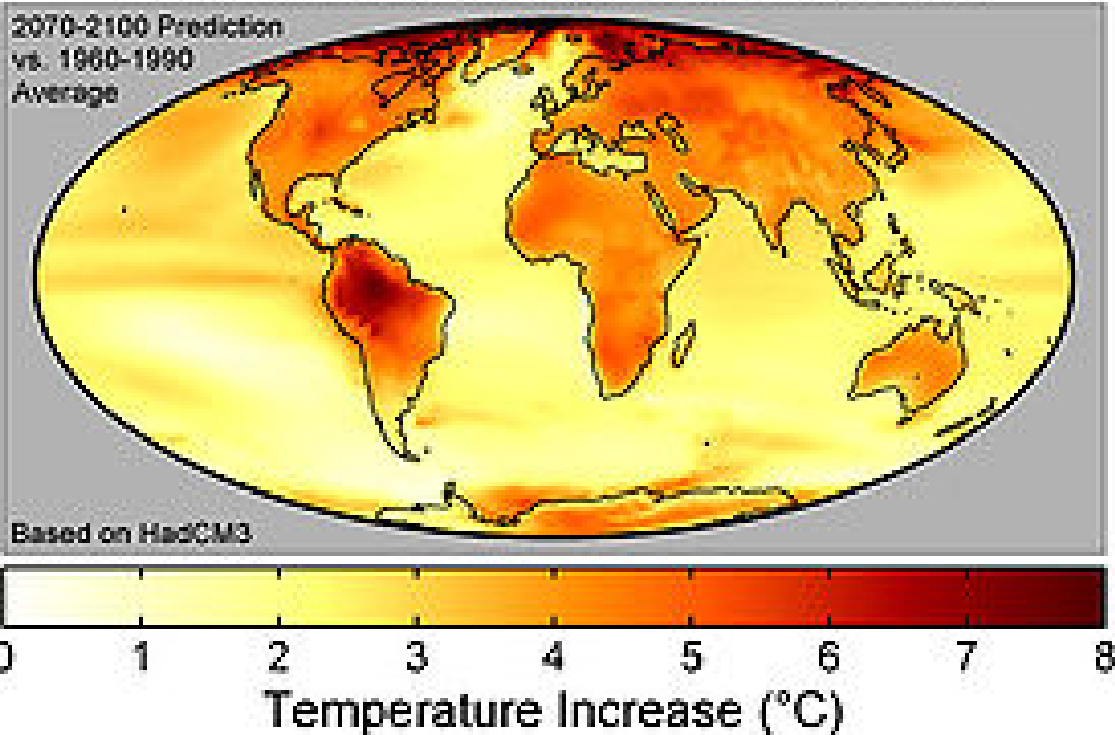 2070-2100 Prediction
vs. 1960-1990
Average
Based on HadCM3
0 1 2 3 4 5 6 7 8
Temperature Increase (°C)